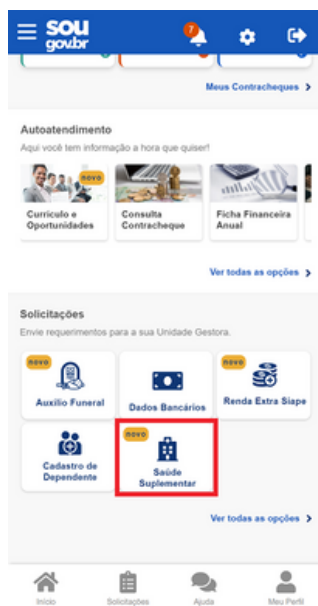 sou
gov.br
7
Meus Contracheques
Autoatendimento
Aqui você tem informação a hora que quiser!
novo
Currículo e
Oportunidades
Consulta
Contracheque
Ficha Financeira
Anual
Ver todas as opções
Solicitações
Envie requerimentos para a sua Unidade Gestora.
novo
Auxílio Funeral
Dados Bancários
novo
Renda Extra Siape
Cadastro de
Dependente
novo
Saúde
Suplementar
Ver todas as opções
Início
Solicitações
Ajuda
Meu Perfil